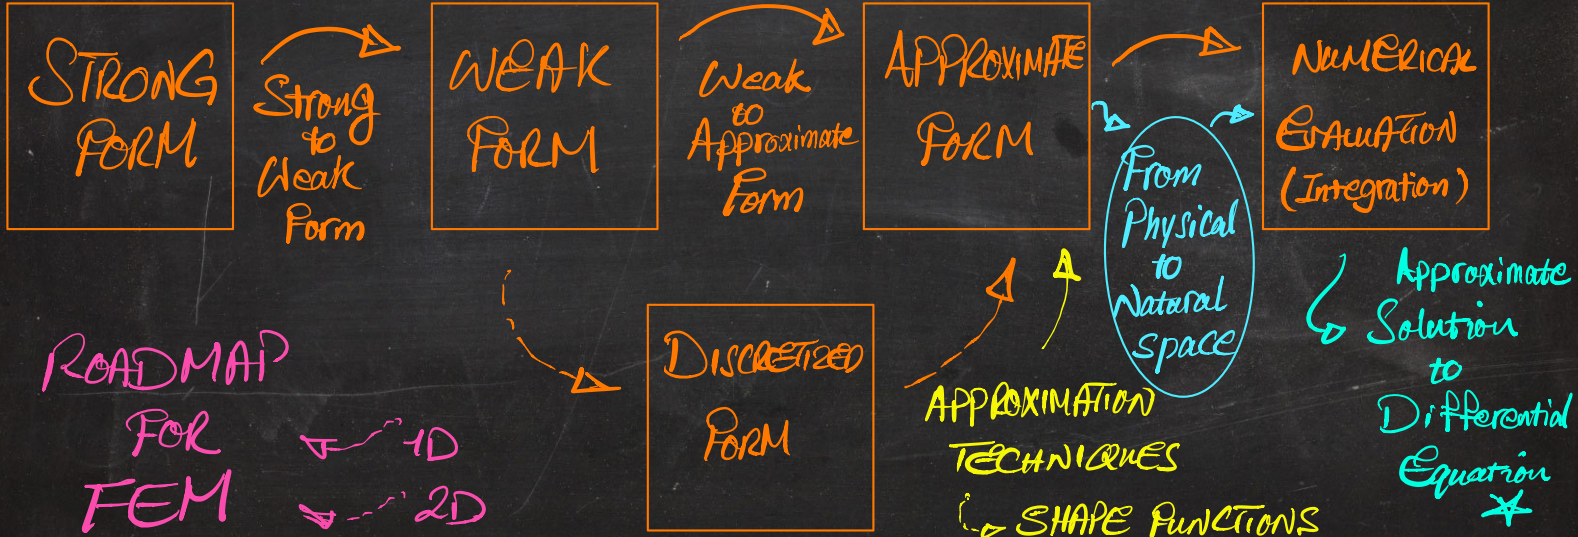 STRONG
FORM
Strong
to
Weak
Form
WEAK
FORM
Weak
to
Approximate
Form
APPROXIMATE
FORM
From
Physical
to
Natural
space
NUMERICAL
EVALUATION
(Integration)
DISCRETIZED
FORM
APPROXIMATION
TECHNIQUES
SHAPE FUNCTIONS
Approximate
Solution
to
Differential
Equation
ROADMAP
FOR
FEM
1D
2D